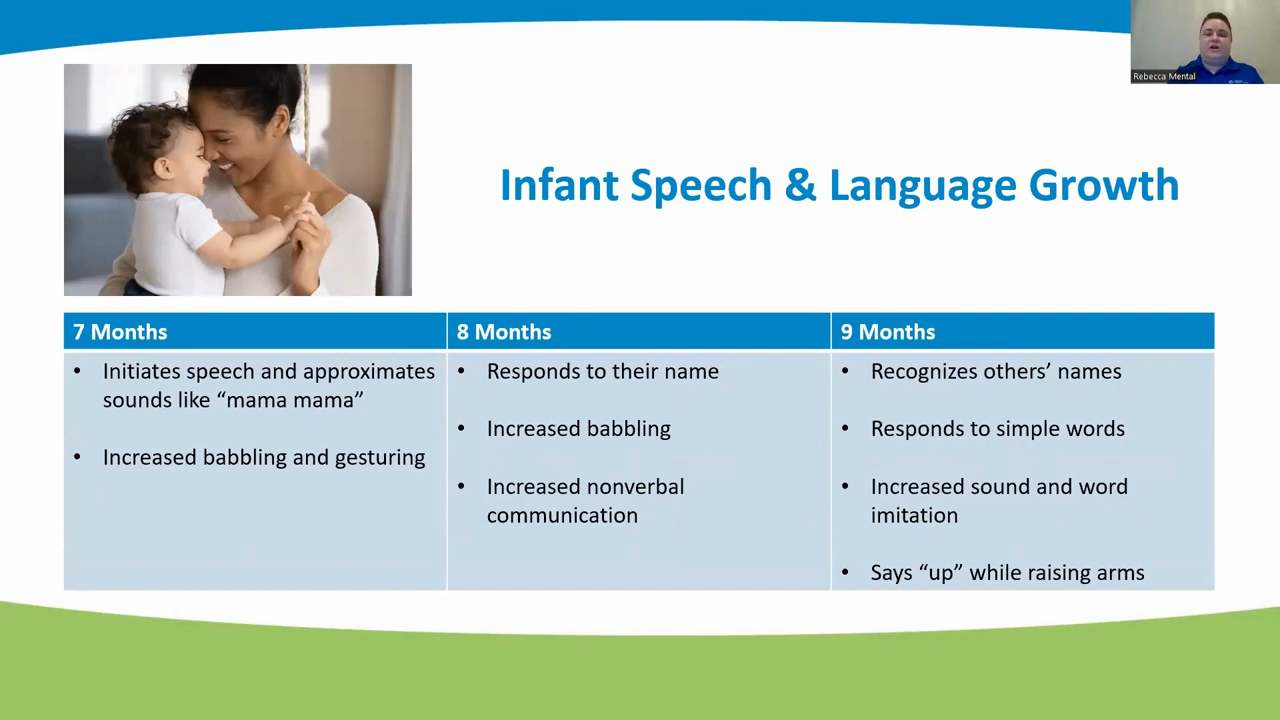 Rebecca Mental
Infant Speech & Language Growth
7 Months
8 Months
9 Months
• Initiates speech and approximates
sounds like “mama mama”
• Increased babbling and gesturing
• Responds to their name
• Increased babbling
• Increased nonverbal
communication
• Recognizes others’ names
• Responds to simple words
• Increased sound and word
imitation
• Says “up” while raising arms